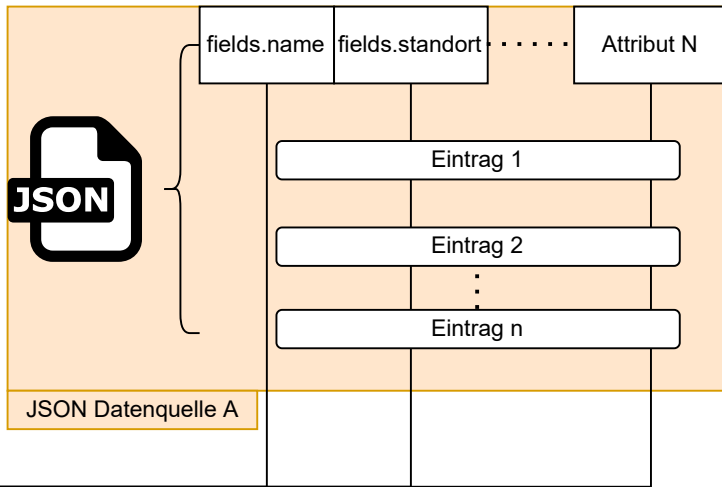 fields.name
fields.standort
Attribut N
Eintrag 1
JSON
Eintrag 2
Eintrag n
JSON Datenquelle A